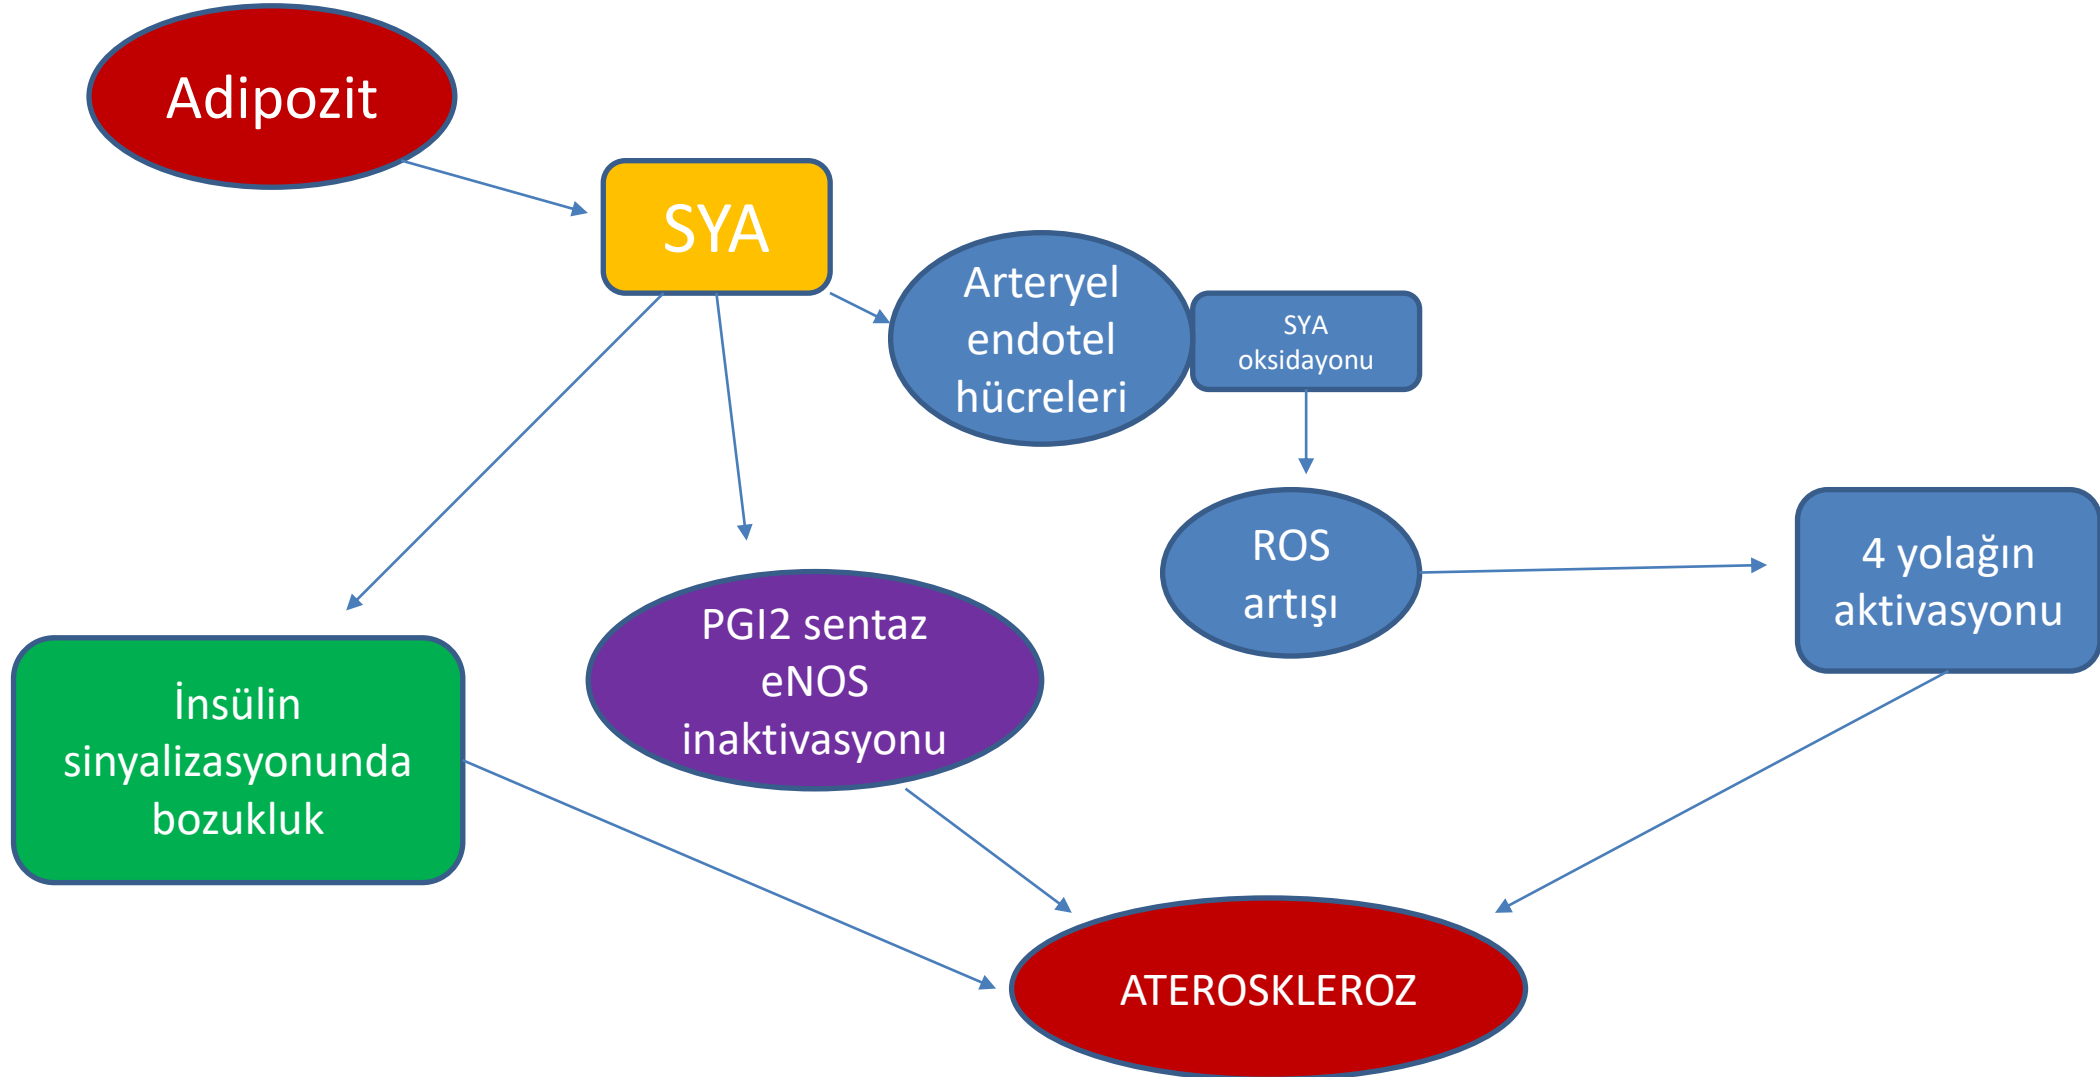 Adipozit
SYA
Arteryel
endotel
hücreleri
SYA
oksidayonu
ROS
artışı
4 yolağın
aktivasyonu
PGI2 sentaz
eNOS
inaktivasyonu
İnsülin
sinyalizasyonunda
bozukluk
ATEROSKLEROZ